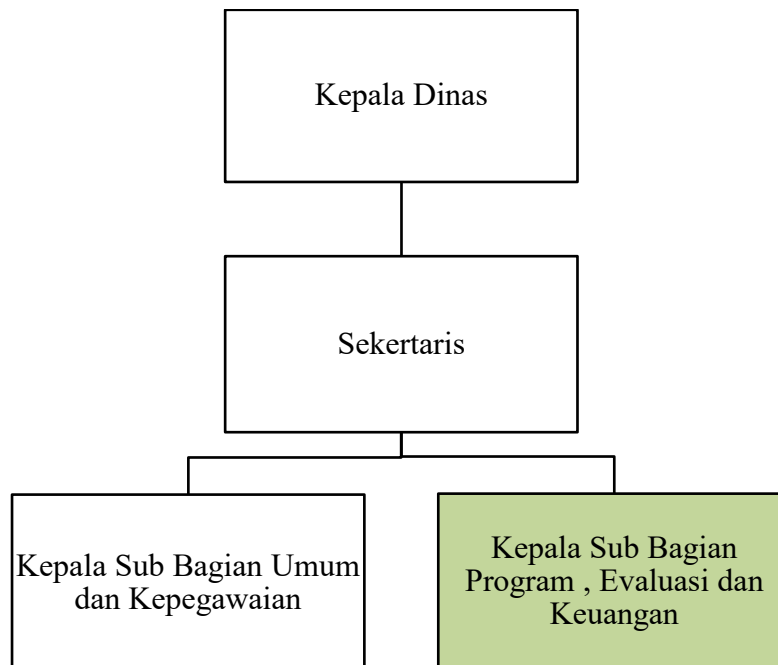 Kepala Dinas
Sekertaris
Kepala Sub Bagian Umum
dan Kepegawaian
Kepala Sub Bagian
Program , Evaluasi dan
Keuangan